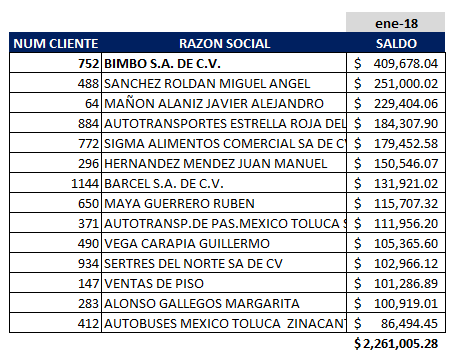 ene-18
NUM CLIENTE RAZON SOCIAL SALDO
752 BIMBO S.A. DE C.V. $ 409,678.04
488 SANCHEZ ROLDAN MIGUEL ANGEL $ 251,000.02
64 MAÑON ALANIZ JAVIER ALEJANDRO $ 229,404.06
884 AUTOTRANSPORTES ESTRELLA ROJA DEL $ 184,307.90
772 SIGMA ALIMENTOS COMERCIAL SA DE CV $ 179,452.58
296 HERNANDEZ MENDEZ JUAN MANUEL $ 150,546.07
1144 BARCEL S.A. DE C.V. $ 131,921.02
650 MAYA GUERRERO RUBEN $ 115,707.32
371 AUTOTRANSP.DE PAS.MEXICO TOLUCA S $ 111,956.20
490 VEGA CARAPIA GUILLERMO $ 105,365.60
934 SERTRES DEL NORTE SA DE CV $ 102,966.12
147 VENTAS DE PISO $ 101,286.89
283 ALONSO GALLEGOS MARGARITA $ 100,919.01
412 AUTOBUSES MEXICO TOLUCA ZINACANT $ 86,494.45
$ 2,261,005.28